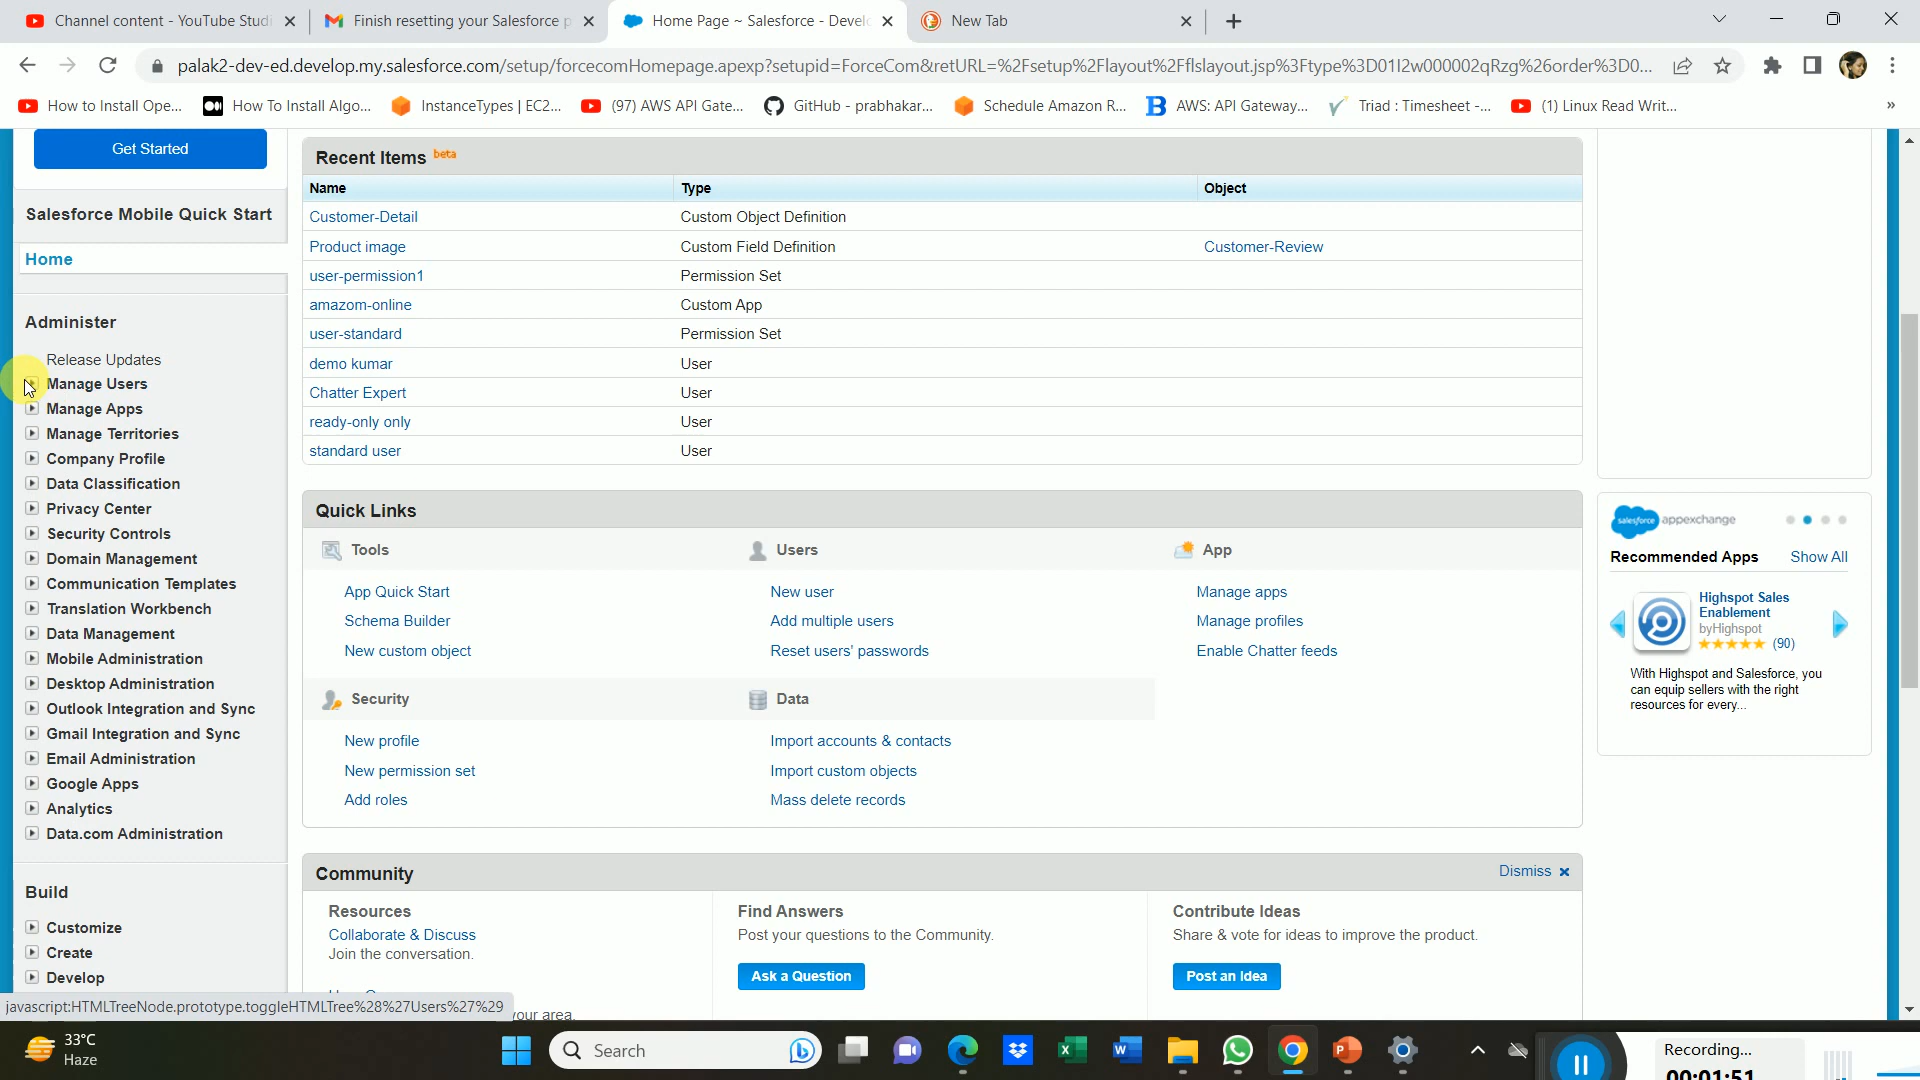 Channel content - YouTube Studi
Finish resetting your Salesforce p
Home Page ~ Salesforce - Devel
New Tab
palak2-dev-ed.develop.my.salesforce.com/setup/forcecomHomepage.apexp?setupid=ForceCom&retURL=%2Fsetup%2Flayout%2Fflslayout.jsp%3Ftype%3D01I2w000002qRzg%26order%3D0...
How to Install Ope...
How To Install Algo...
InstanceTypes | EC2...
(97) AWS API Gate...
GitHub - prabhakar...
Schedule Amazon R...
AWS: API Gateway...
Triad : Timesheet -...
(1) Linux Read Writ...
»
Get Started
Salesforce Mobile Quick Start
Home
Administer
Release Updates
Manage Users
Manage Apps
Manage Territories
Company Profile
Data Classification
Privacy Center
Security Controls
Domain Management
Communication Templates
Translation Workbench
Data Management
Mobile Administration
Desktop Administration
Outlook Integration and Sync
Gmail Integration and Sync
Email Administration
Google Apps
Analytics
Data.com Administration
Build
Customize
Create
Develop
javascript:HTMLTreeNode.prototype.toggleHTMLTree%28%27Users%27%29
Recent Items beta
Name Type Object
Customer-Detail Custom Object Definition
Product image Custom Field Definition Customer-Review
user-permission1 Permission Set
amazom-online Custom App
user-standard Permission Set
demo kumar User
Chatter Expert User
ready-only only User
standard user User
Quick Links
Tools Users App
App Quick Start New user Manage apps
Schema Builder Add multiple users Manage profiles
New custom object Reset users' passwords Enable Chatter feeds
Security Data
New profile Import accounts & contacts
New permission set Import custom objects
Add roles Mass delete records
Community Dismiss
Resources
Collaborate & Discuss
Join the conversation.
your area.
Find Answers
Post your questions to the Community.
Ask a Question
Contribute Ideas
Share & vote for ideas to improve the product.
Post an Idea
salesforce appexchange
Recommended Apps Show All
Highspot Sales
Enablement
byHighspot
(90)
With Highspot and Salesforce, you
can equip sellers with the right
resources for every...
33°C
Haze
Search
Recording...
00:01:51